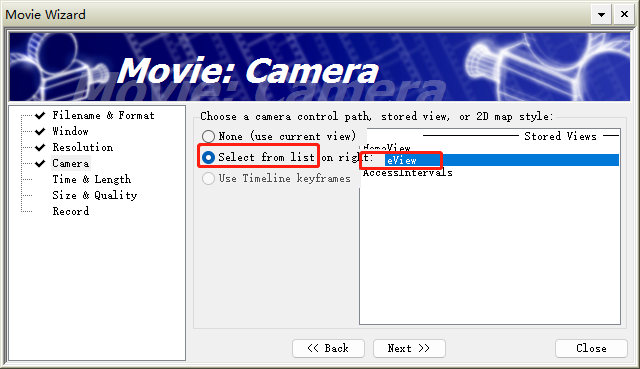 Movie Wizard
Movie: Camera
Filename & Format
Window
Resolution
Camera
Time & Length
Size & Quality
Record
Choose a camera control path, stored view, or 2D map style:
None (use current view)
Select from list on right:
Use Timeline keyframes
Stored Views
HomeView
eView
AccessIntervals
<< Back
Next >>
Close